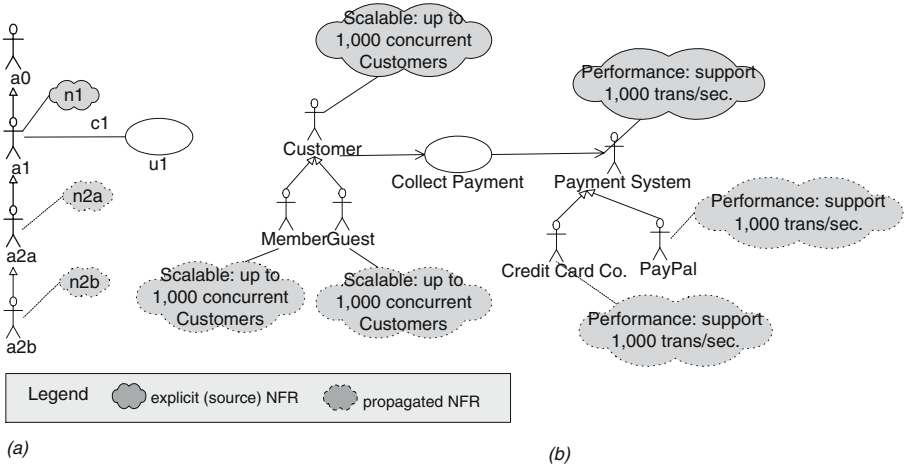 a0
n1
c1
a1
u1
n2a
a2a
n2b
a2b
Scalable: up to
1,000 concurrent
Customers
Performance: support
1,000 trans/sec.
Customer
Collect Payment
Payment System
Member
Guest
Performance: support
1,000 trans/sec.
Credit Card Co.
PayPal
Scalable: up to
1,000 concurrent
Customers
Scalable: up to
1,000 concurrent
Customers
Performance: support
1,000 trans/sec.
Legend
explicit (source) NFR
propagated NFR
(a)
(b)